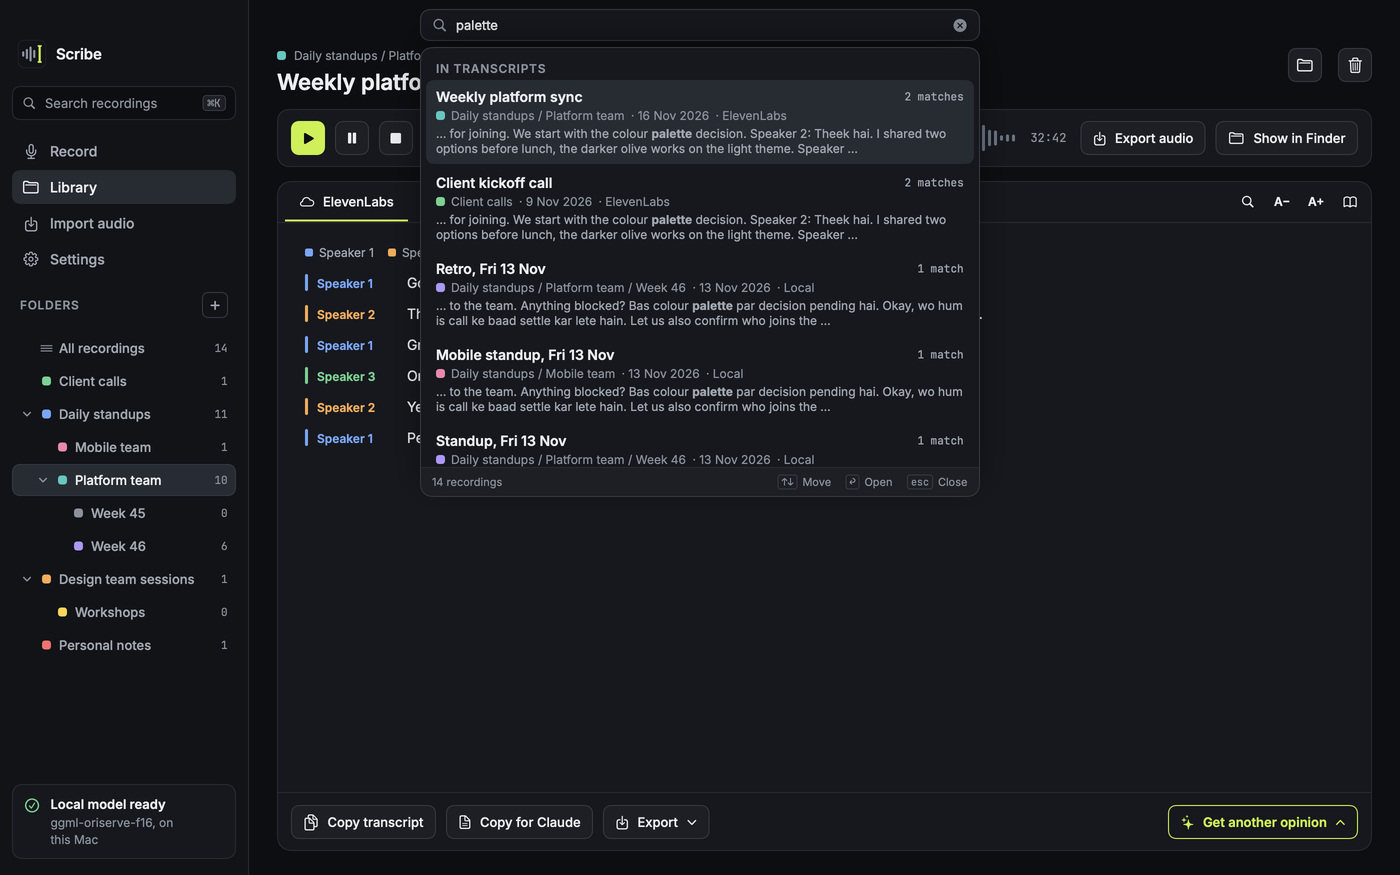 palette
Scribe
Search recordings ⌘K
Record
Library
Import audio
Settings
FOLDERS
All recordings 14
Client calls 1
Daily standups 11
Mobile team 1
Platform team 10
Week 45 0
Week 46 6
Design team sessions 1
Workshops 0
Personal notes 1
Local model ready
ggml-oriserve-f16, on
this Mac
Daily standups / Platfo
Weekly platfo
32:42
Export audio
Show in Finder
ElevenLabs
A− A+
Speaker 1
Speaker 1
Speaker 2
Speaker 1
Speaker 3
Speaker 2
Speaker 1
IN TRANSCRIPTS
Weekly platform sync 2 matches
Daily standups / Platform team · 16 Nov 2026 · ElevenLabs
... for joining. We start with the colour palette decision. Speaker 2: Theek hai. I shared two
options before lunch, the darker olive works on the light theme. Speaker ...
Client kickoff call 2 matches
Client calls · 9 Nov 2026 · ElevenLabs
... for joining. We start with the colour palette decision. Speaker 2: Theek hai. I shared two
options before lunch, the darker olive works on the light theme. Speaker ...
Retro, Fri 13 Nov 1 match
Daily standups / Platform team / Week 46 · 13 Nov 2026 · Local
... to the team. Anything blocked? Bas colour palette par decision pending hai. Okay, wo hum
is call ke baad settle kar lete hain. Let us also confirm who joins the ...
Mobile standup, Fri 13 Nov 1 match
Daily standups / Mobile team · 13 Nov 2026 · Local
... to the team. Anything blocked? Bas colour palette par decision pending hai. Okay, wo hum
is call ke baad settle kar lete hain. Let us also confirm who joins the ...
Standup, Fri 13 Nov 1 match
Daily standups / Platform team / Week 46 · 13 Nov 2026 · Local
14 recordings ↑↓ Move ↵ Open esc Close
Copy transcript
Copy for Claude
Export
Get another opinion